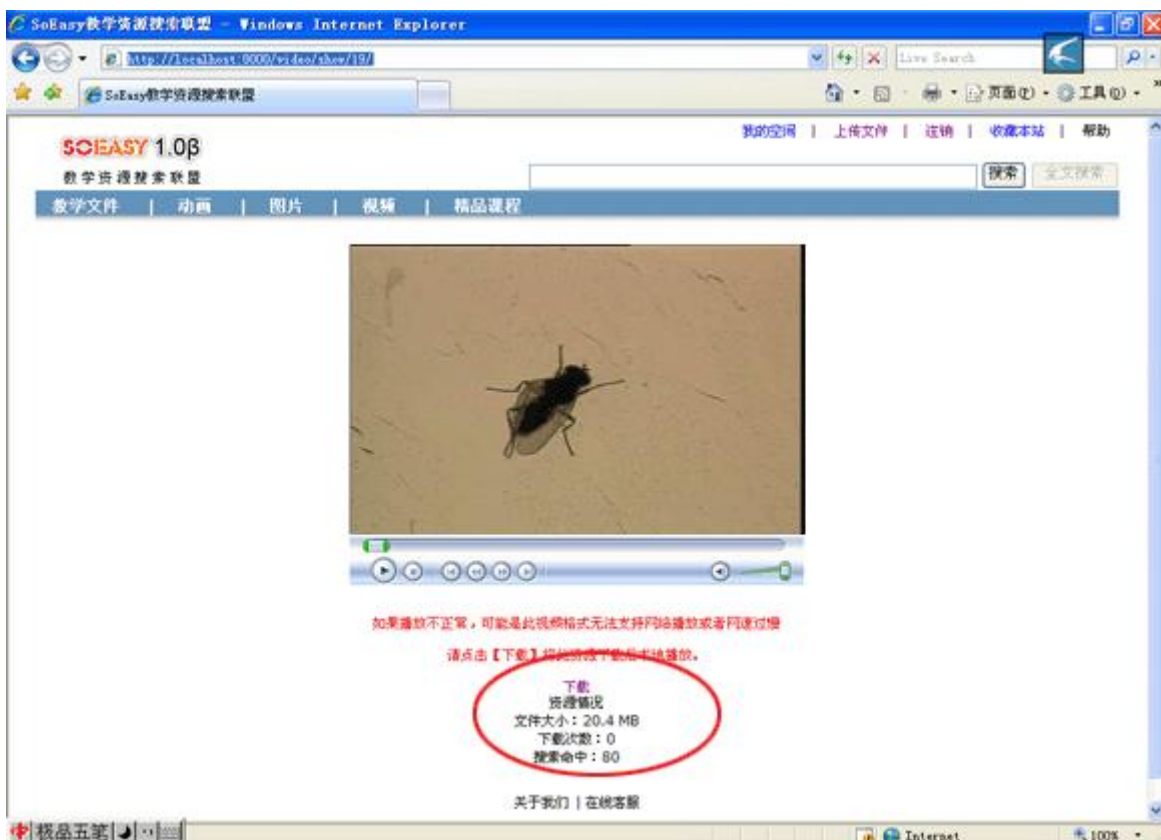 SoEasy教学资源搜索联盟 - Windows Internet Explorer
http://localhost:8000/video/show/19/
Live Search
SoEasy教学资源搜索联盟
页面(P)
工具(O)
我的空间 | 上传文件 | 注销 | 收藏本站 | 帮助
SOEASY 1.0β
教学资源搜索联盟
搜索
全文搜索
教学文件 | 动画 | 图片 | 视频 | 精品课程
如果播放不正常，可能是此视频格式无法支持网络播放或者网速过慢
请点击【下载】将此资源下载后本地播放。
下载
资源情况
文件大小：20.4 MB
下载次数：0
搜索命中：80
关于我们 | 在线客服
中 极品五笔
Internet
100%